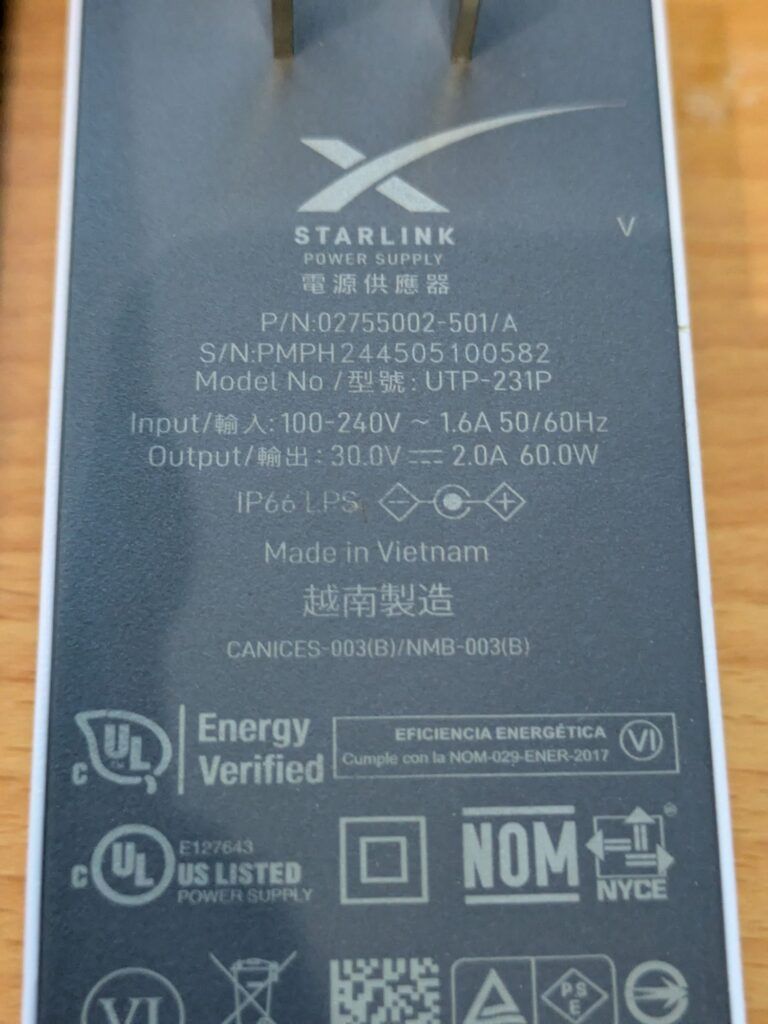 STARLINK
V
POWER SUPPLY
電源供應器
P/N:02755002-501/A
S/N:PMPH244505100582
Model No/型號: UTP-231P
Input/輸入: 100-240V ~ 1.6A 50/60Hz
Output/輸出: 30.0V ⎓ 2.0A 60.0W
IP66 LPS
Made in Vietnam
越南製造
CANICES-003(B)/NMB-003(B)
C UL Energy
Verified
EFICIENCIA ENERGÉTICA VI
Cumple con la NOM-029-ENER-2017
C UL E127643
US LISTED
POWER SUPPLY
NOM
NYCE
VI
PSE